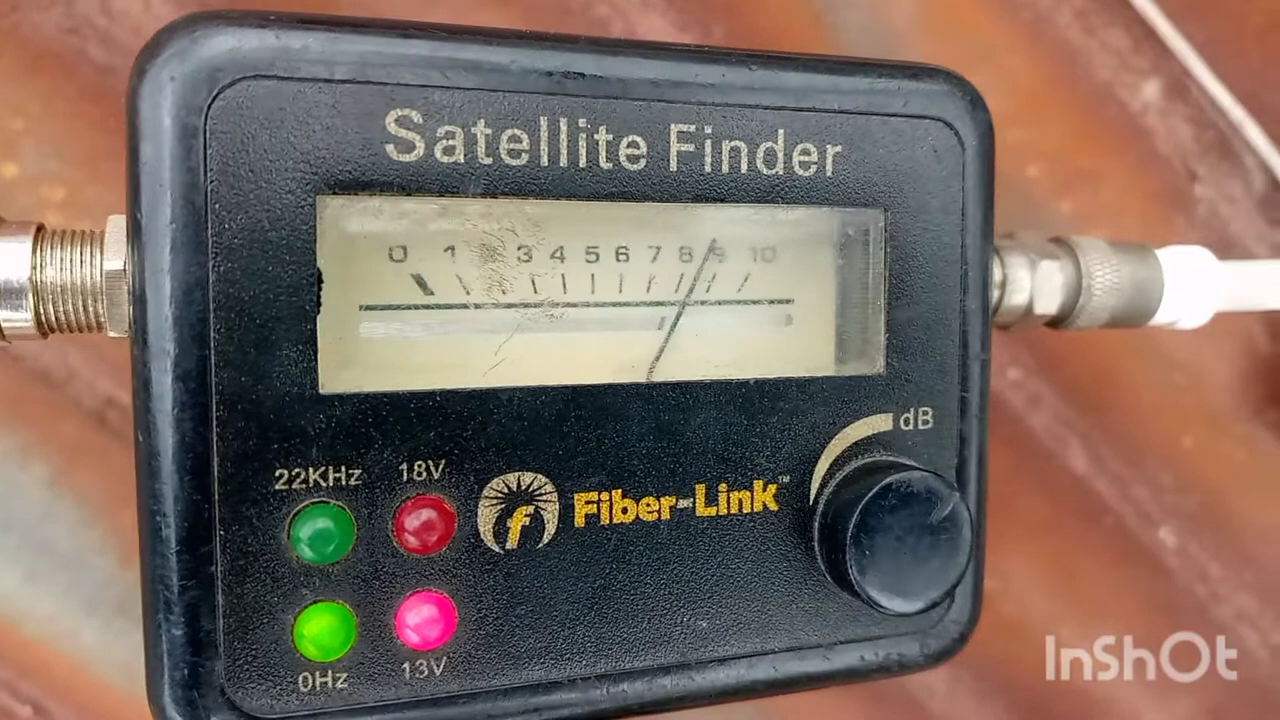 Satellite Finder
0 1 3 4 5 6 7 8 9 10
dB
22KHz 18V
f
Fiber-Link™
0Hz 13V
InShOt